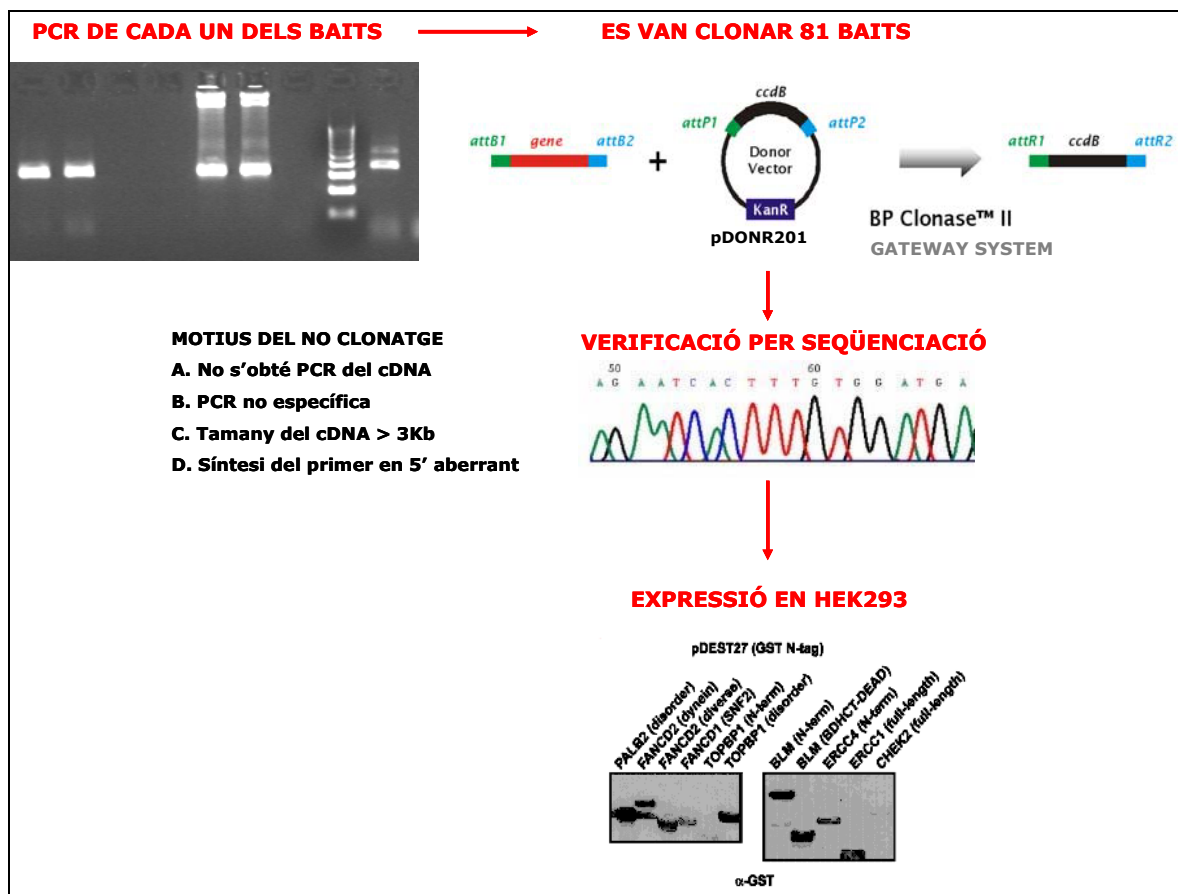 PCR DE CADA UN DELS BAITS
ES VAN CLONAR 81 BAITS
attB1 gene attB2
+
ccdB
attP1 attP2
Donor
Vector
KanR
pDONR201
attR1 ccdB attR2
BP Clonase™ II
GATEWAY SYSTEM
MOTIUS DEL NO CLONATGE
A. No s'obté PCR del cDNA
B. PCR no específica
C. Tamany del cDNA > 3Kb
D. Síntesi del primer en 5' aberrant
VERIFICACIÓ PER SEQÜENCIACIÓ
50 60
A G A A T C A C T T T G T G G A T G A
EXPRESSIÓ EN HEK293
pDEST27 (GST N-tag)
PALB2 (disorder)
FANCD2 (dynein)
FANCD2 (diverse)
FANCD1 (SNF2)
TOPBP1 (N-term)
TOPBP1 (disorder)
BLM (N-term)
BLM (BDHCT-DEAD)
ERCC4 (N-term)
ERCC1 (full-length)
CHEK2 (full-length)
α-GST